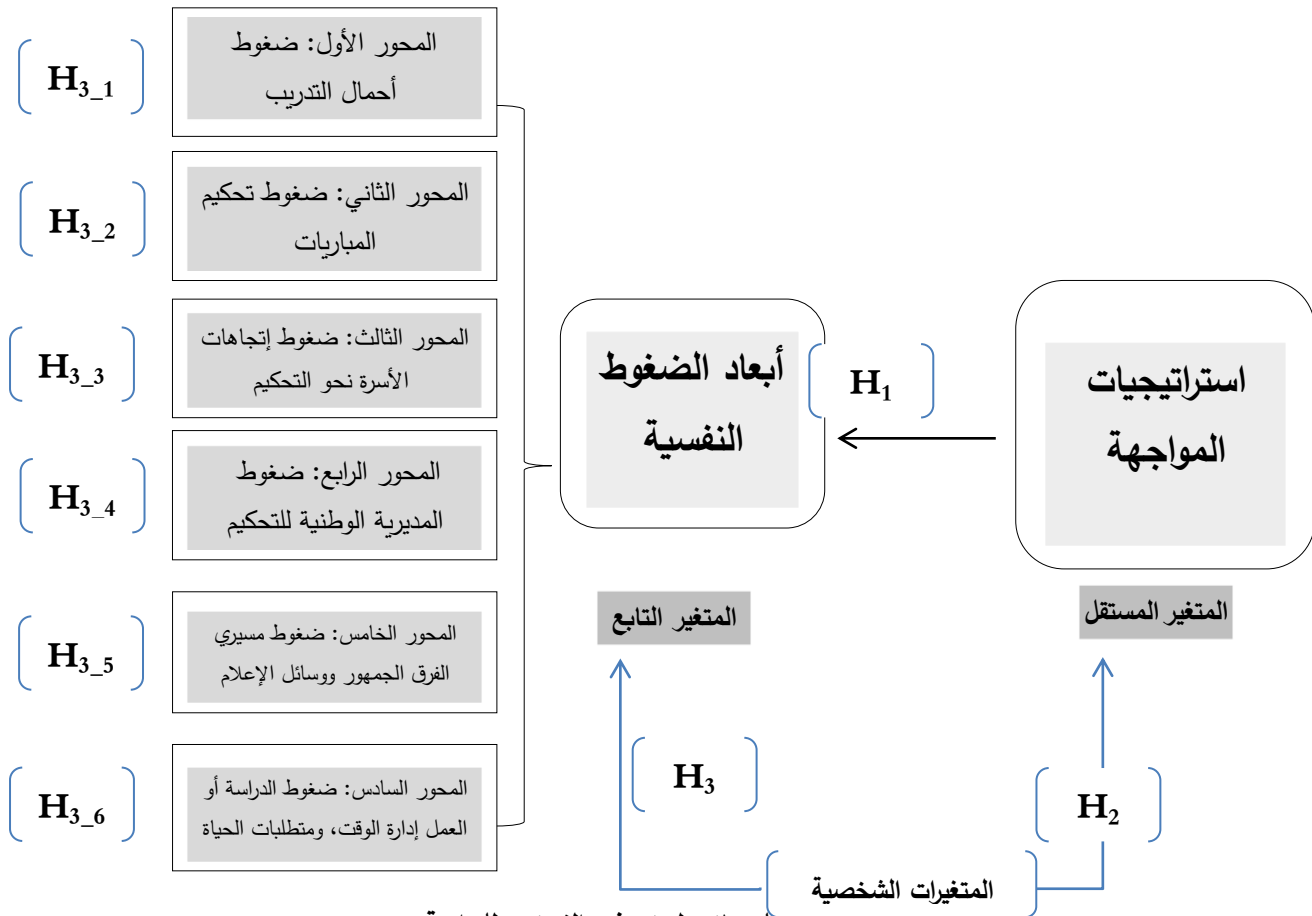 H3_1
المحور الأول: ضغوط
أحمال التدريب
H3_2
المحور الثاني: ضغوط تحكيم
المباريات
H3_3
المحور الثالث: ضغوط إتجاهات
الأسرة نحو التحكيم
H3_4
المحور الرابع: ضغوط
المديرية الوطنية للتحكيم
H3_5
المحور الخامس: ضغوط مسيري
الفرق الجمهور ووسائل الإعلام
H3_6
المحور السادس: ضغوط الدراسة أو
العمل إدارة الوقت، ومتطلبات الحياة
أبعاد الضغوط
النفسية
H1
استراتيجيات
المواجهة
المتغير التابع
المتغير المستقل
H3
H2
المتغيرات الشخصية